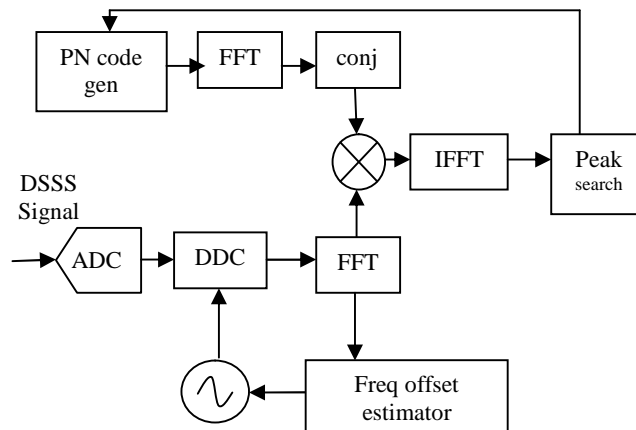 PN code
gen
FFT
conj
IFFT
Peak
search
DSSS
Signal
ADC
DDC
FFT
Freq offset
estimator